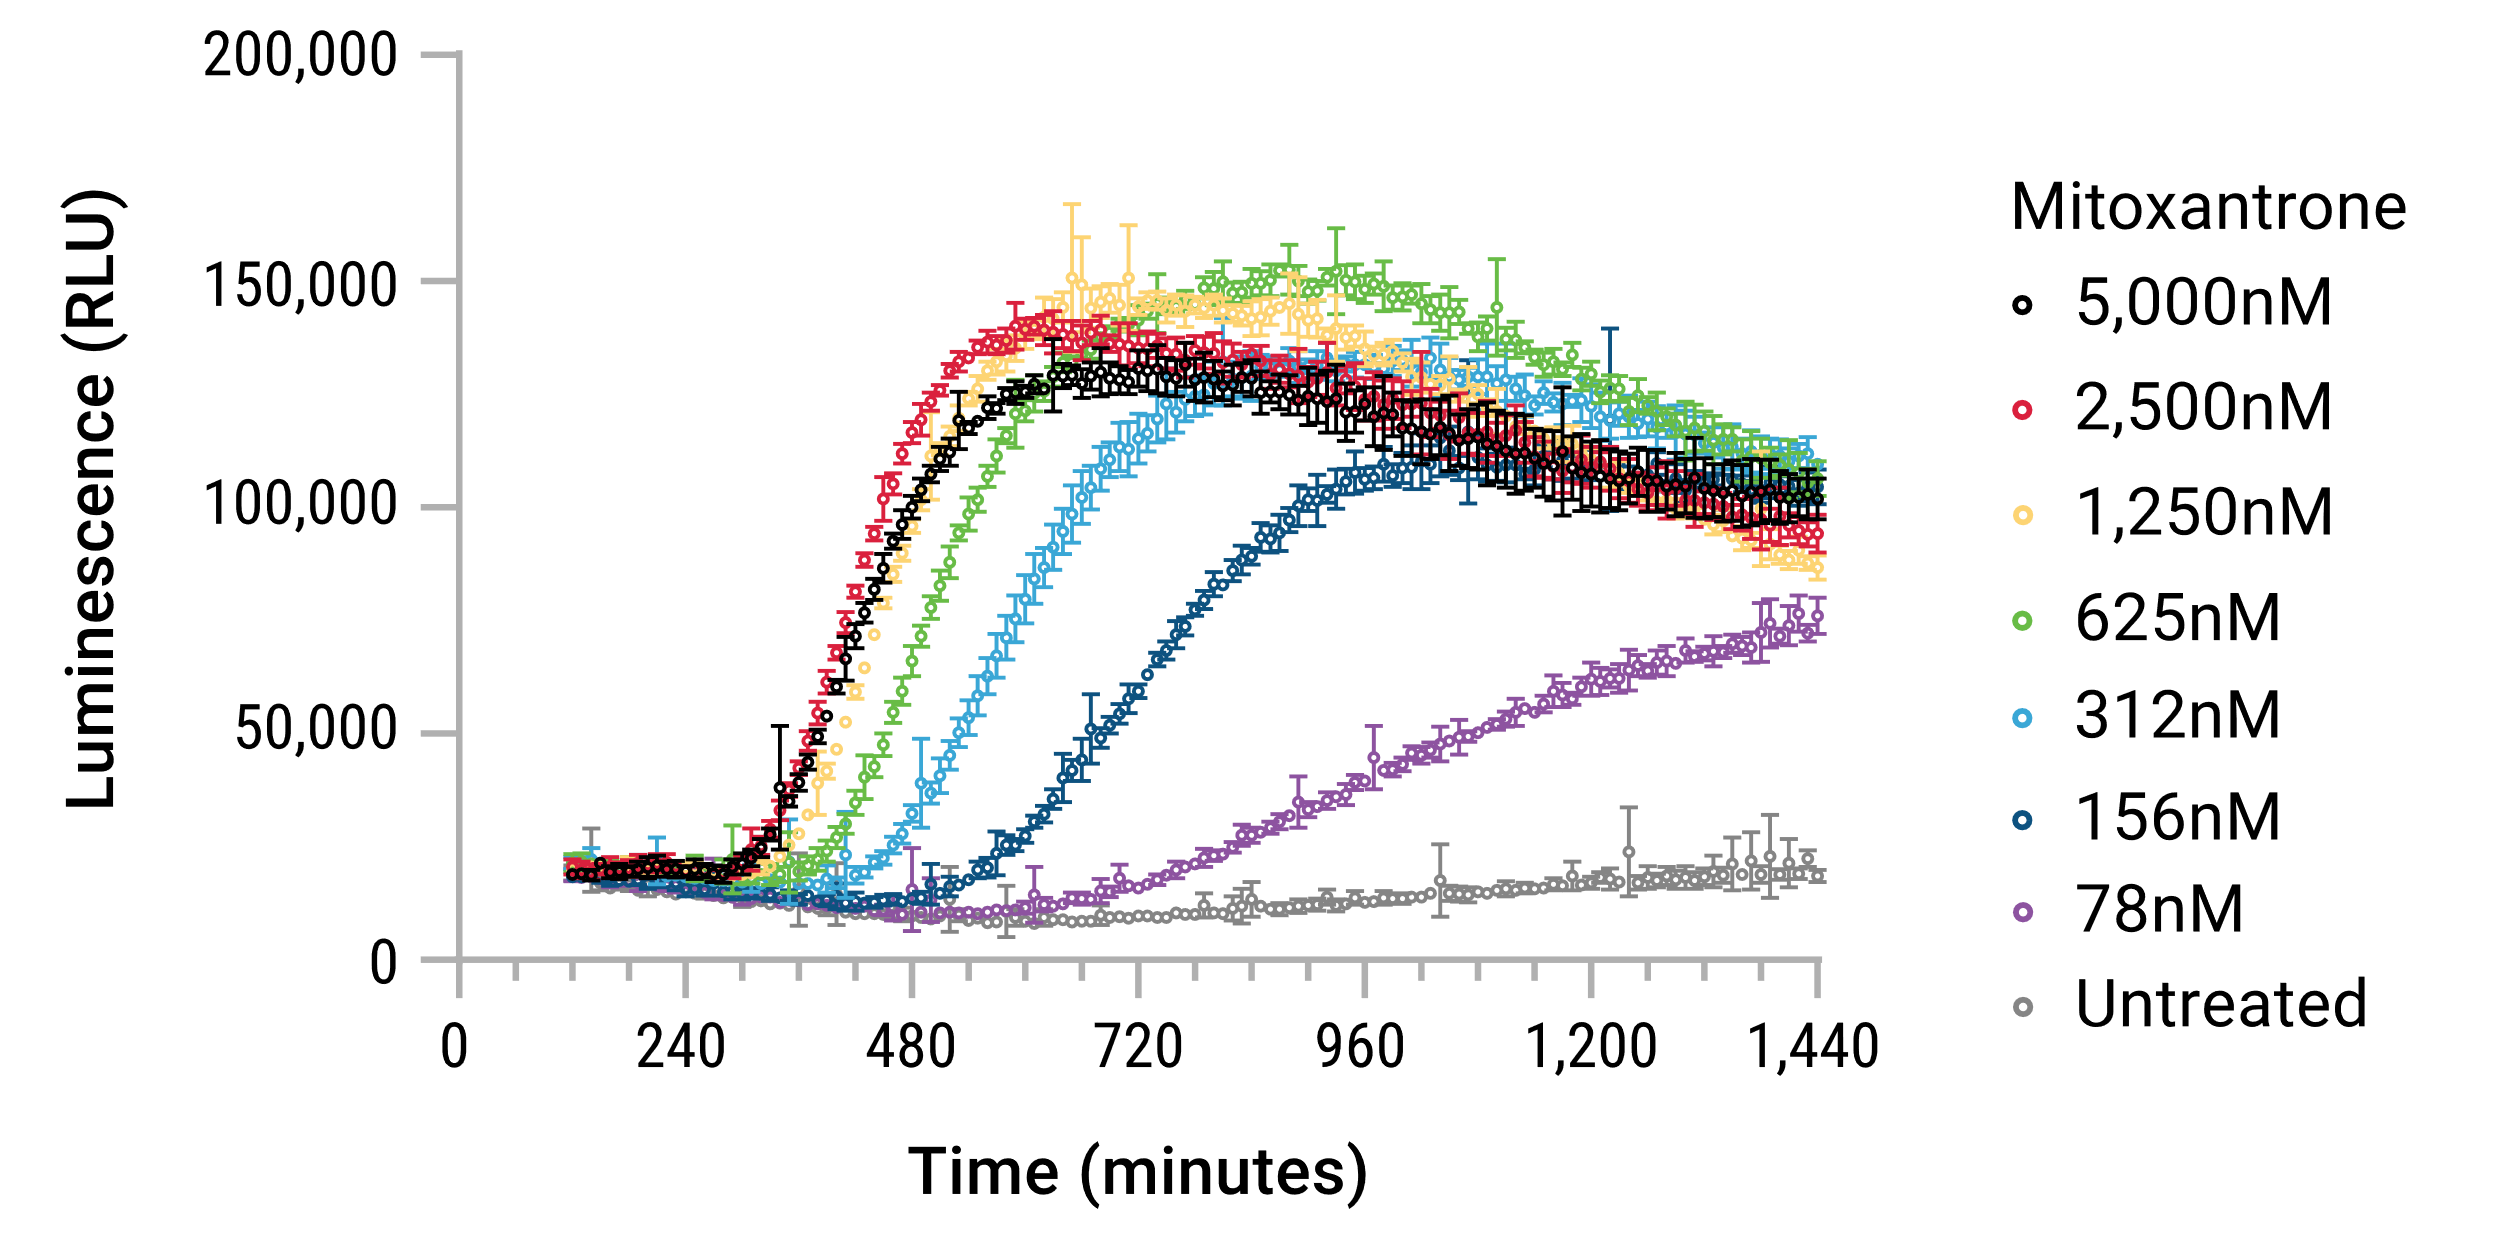 200,000
150,000
100,000
50,000
0
Luminescence (RLU)
0 240 480 720 960 1,200 1,440
Time (minutes)
Mitoxantrone
5,000nM
2,500nM
1,250nM
625nM
312nM
156nM
78nM
Untreated